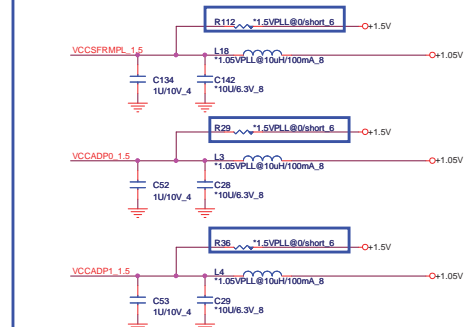 R112 *1.5VPLL@0/short_6 +1.5V
VCCSFRMPL_1.5 L18 +1.05V
*1.05VPLL@10uH/100mA_8
C134 C142
1U/10V_4 *10U/6.3V_8
R29 *1.5VPLL@0/short_6 +1.5V
VCCADP0_1.5 L3 +1.05V
*1.05VPLL@10uH/100mA_8
C52 C28
1U/10V_4 *10U/6.3V_8
R36 *1.5VPLL@0/short_6 +1.5V
VCCADP1_1.5 L4 +1.05V
*1.05VPLL@10uH/100mA_8
C53 C29
1U/10V_4 *10U/6.3V_8